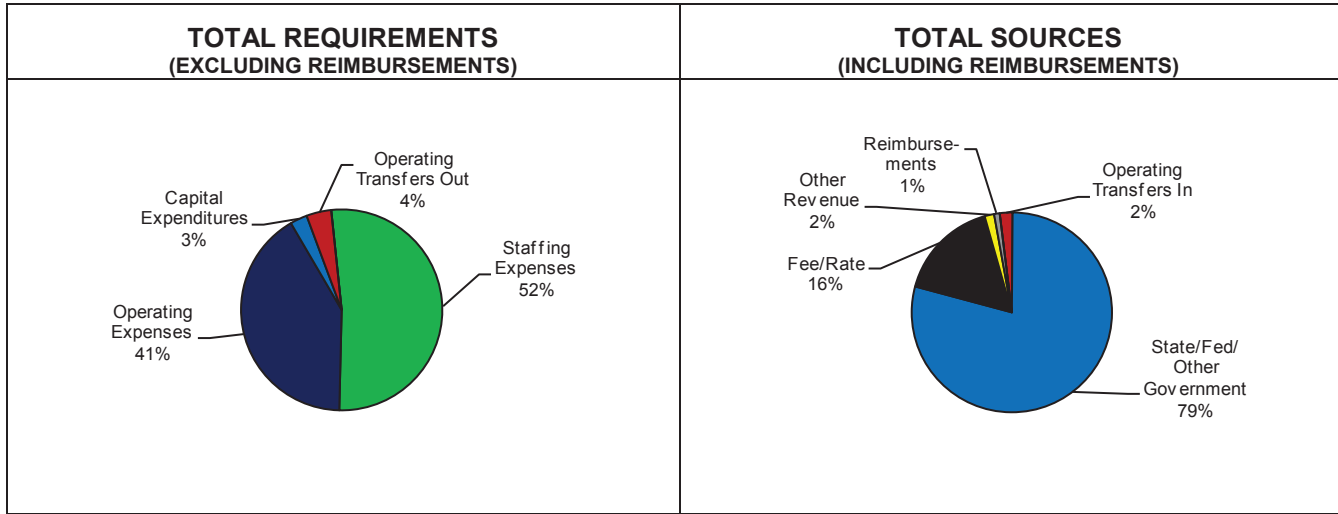 TOTAL REQUIREMENTS
(EXCLUDING REIMBURSEMENTS)
Operating
Transfers Out
4%
Capital
Expenditures
3%
Staffing
Expenses
52%
Operating
Expenses
41%
TOTAL SOURCES
(INCLUDING REIMBURSEMENTS)
Reimburse-
ments
1%
Operating
Transfers In
2%
Other
Revenue
2%
Fee/Rate
16%
State/Fed/
Other
Government
79%